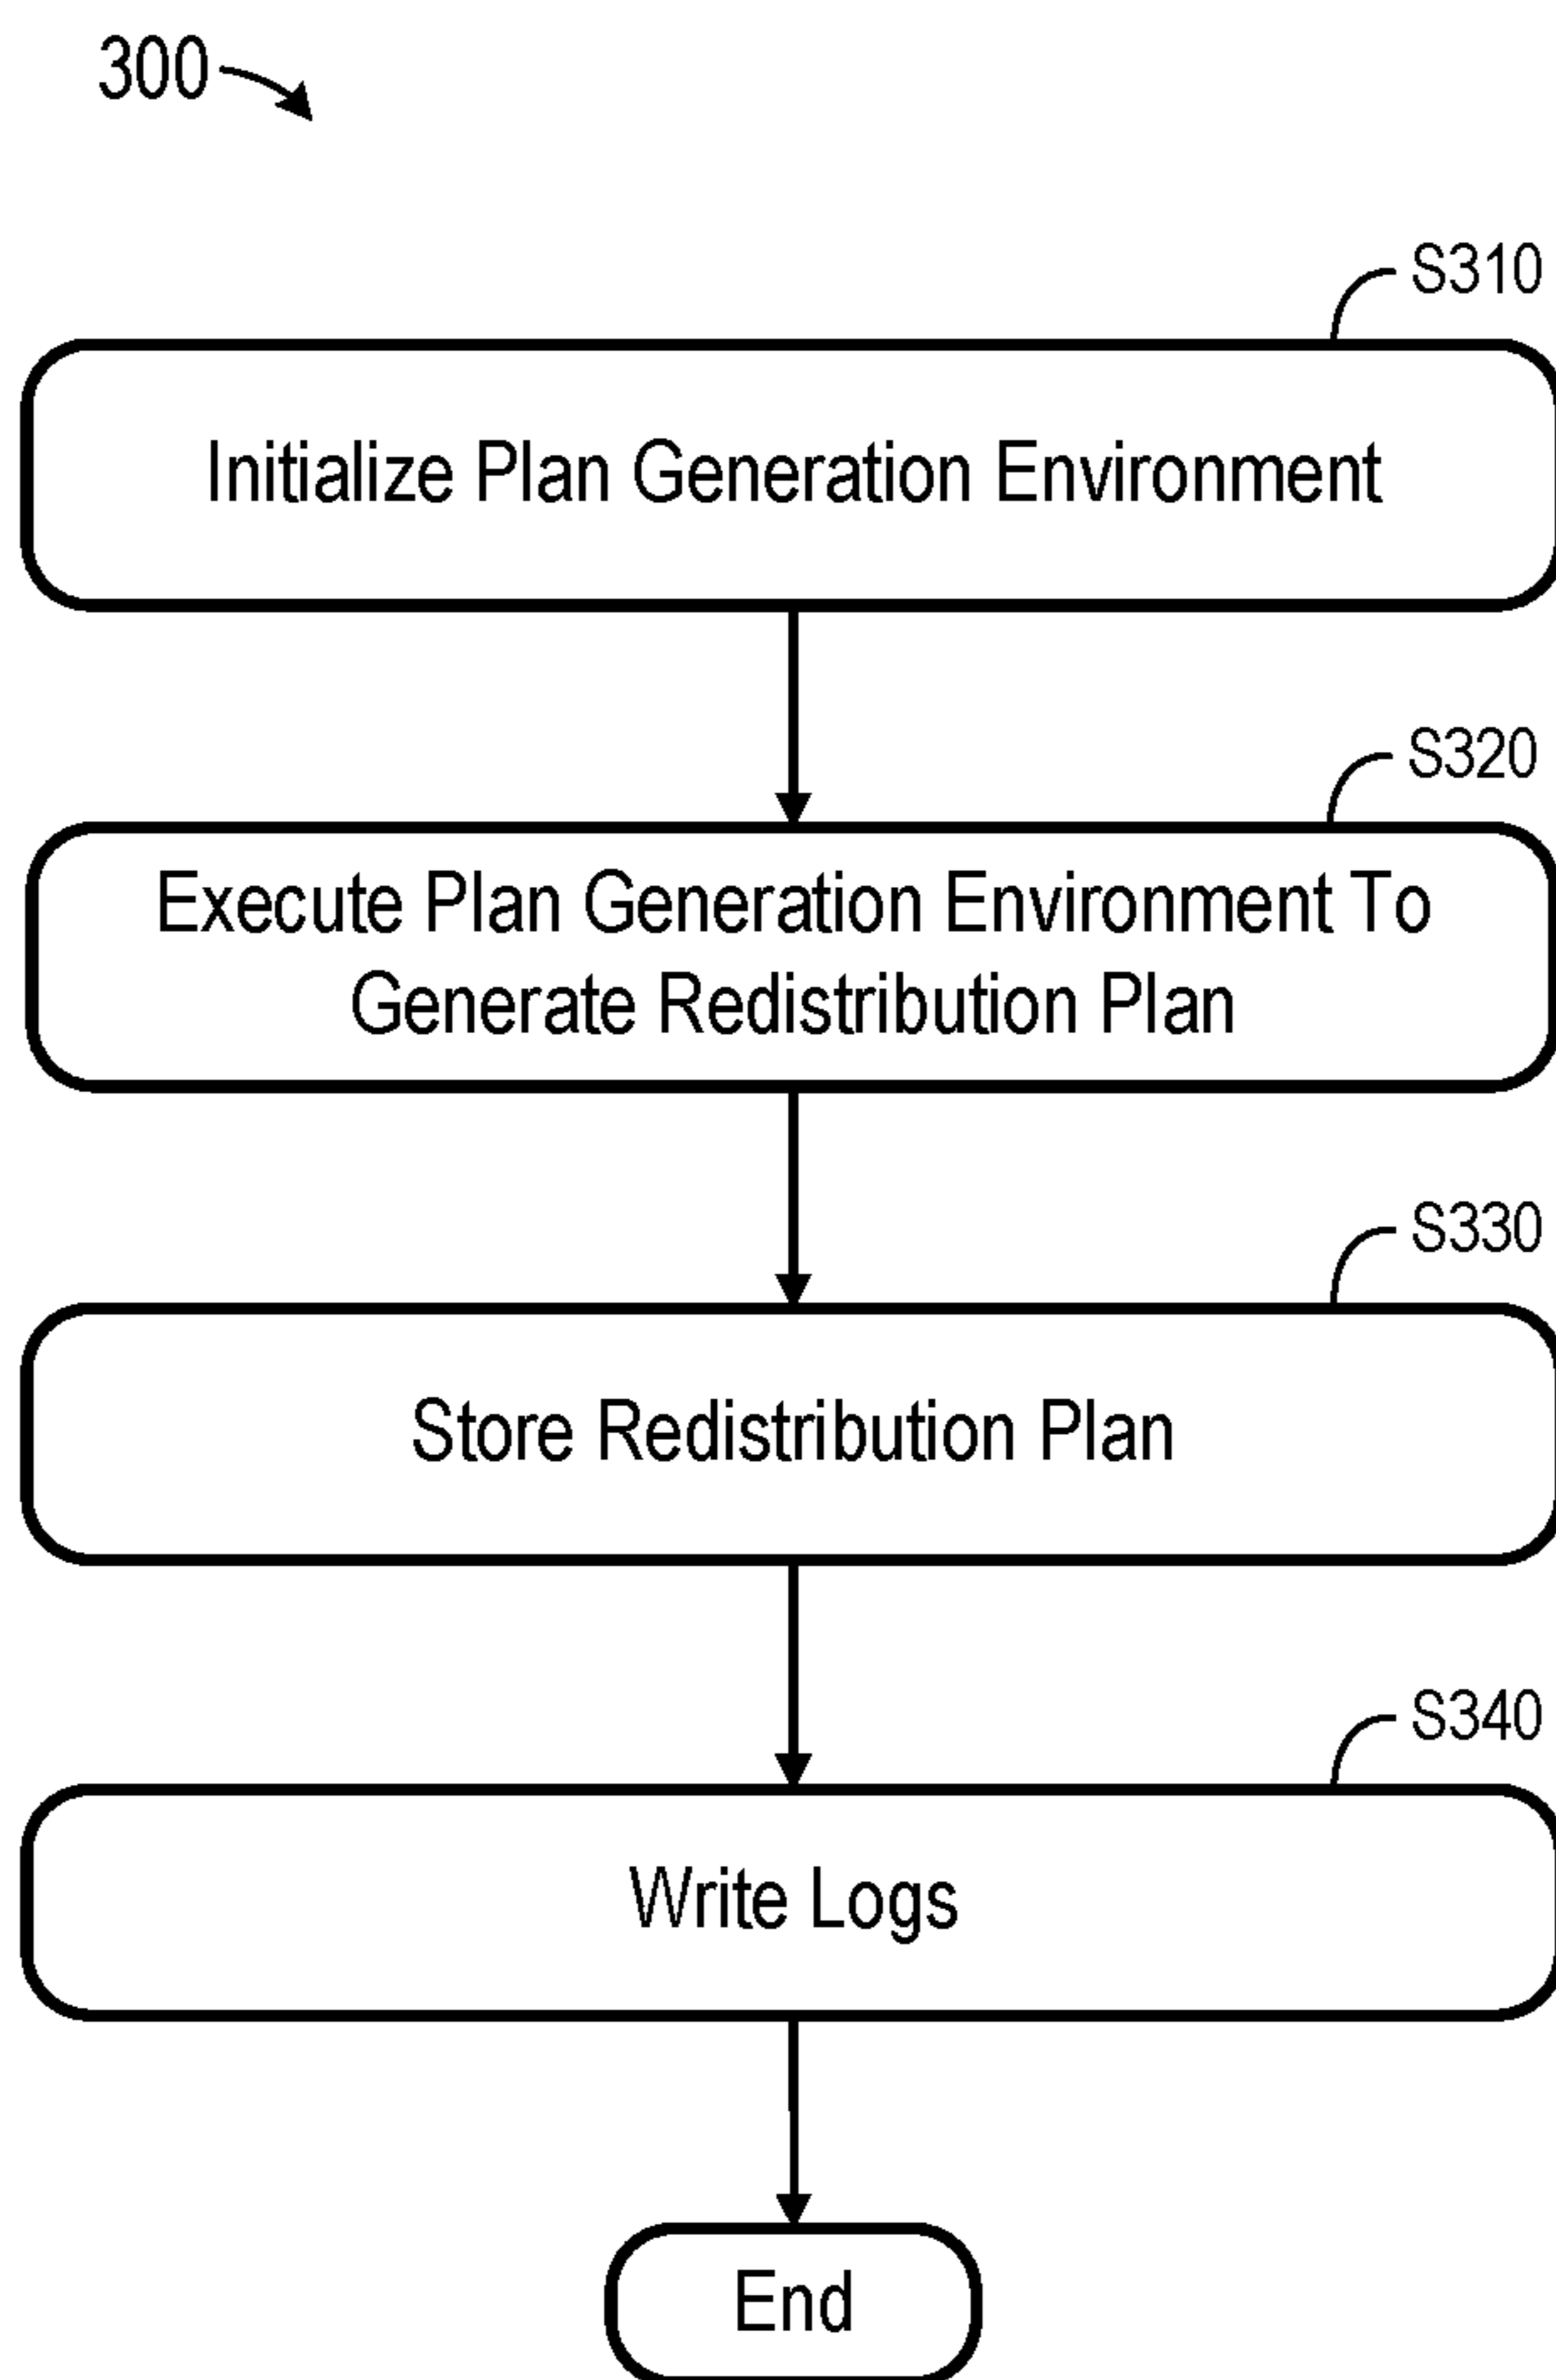 300
S310
Initialize Plan Generation Environment
S320
Execute Plan Generation Environment To
Generate Redistribution Plan
S330
Store Redistribution Plan
S340
Write Logs
End